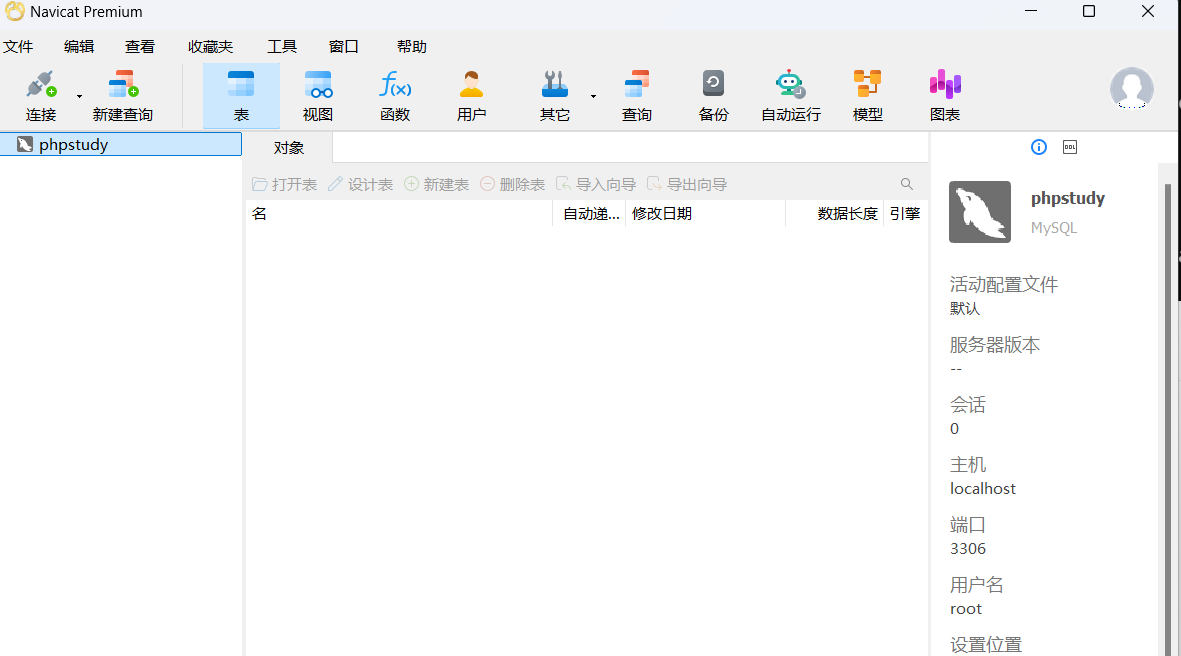 Navicat Premium
文件 编辑 查看 收藏夹 工具 窗口 帮助
连接 新建查询 表 视图 函数 用户 其它 查询 备份 自动运行 模型 图表
phpstudy
对象
打开表 设计表 新建表 删除表 导入向导 导出向导
名 自动递... 修改日期 数据长度 引擎
DDL
phpstudy
MySQL
活动配置文件
默认
服务器版本
--
会话
0
主机
localhost
端口
3306
用户名
root
设置位置